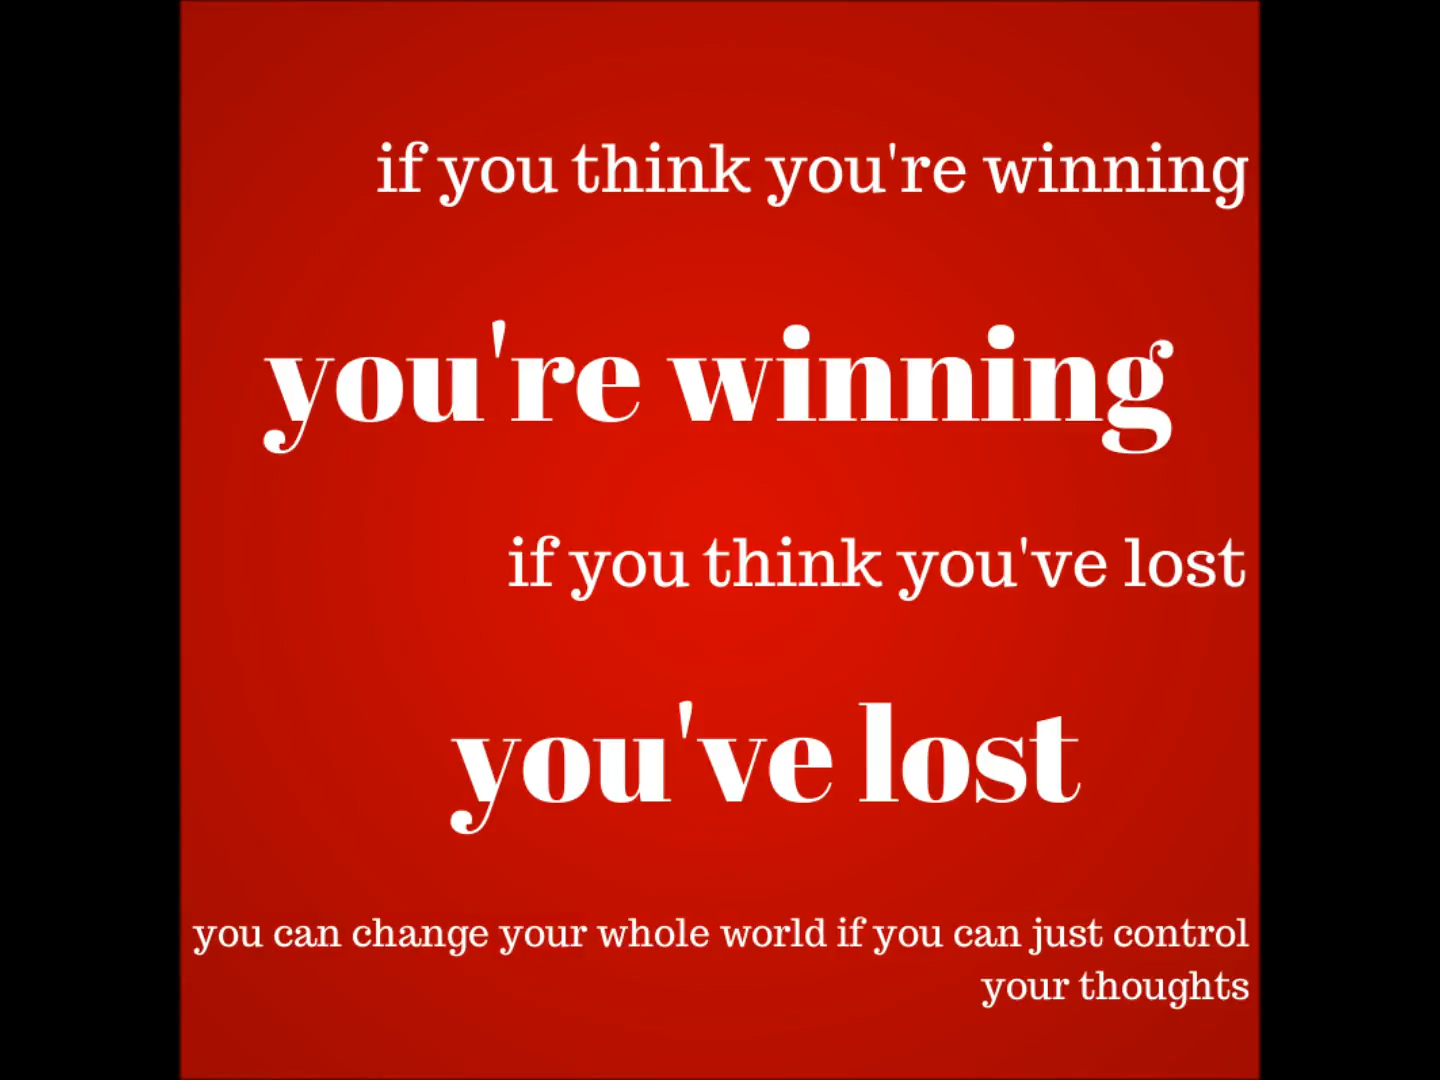 if you think you're winning
you're winning
if you think you've lost
you've lost
you can change your whole world if you can just control
your thoughts